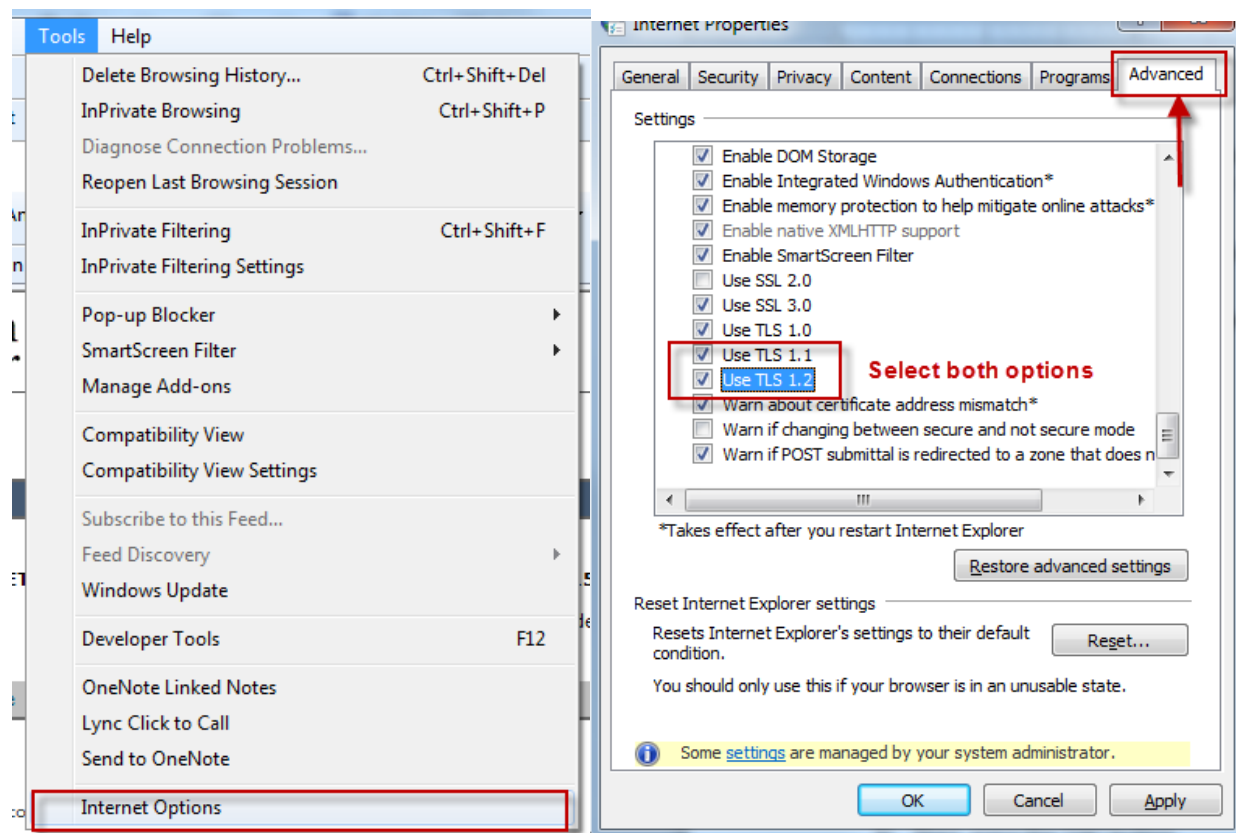 Tools Help
Delete Browsing History... Ctrl+Shift+Del
InPrivate Browsing Ctrl+Shift+P
Diagnose Connection Problems...
Reopen Last Browsing Session
InPrivate Filtering Ctrl+Shift+F
InPrivate Filtering Settings
Pop-up Blocker
SmartScreen Filter
Manage Add-ons
Compatibility View
Compatibility View Settings
Subscribe to this Feed...
Feed Discovery
Windows Update
Developer Tools F12
OneNote Linked Notes
Lync Click to Call
Send to OneNote
Internet Options
Internet Properties
General Security Privacy Content Connections Programs Advanced
Settings
Enable DOM Storage
Enable Integrated Windows Authentication*
Enable memory protection to help mitigate online attacks*
Enable native XMLHTTP support
Enable SmartScreen Filter
Use SSL 2.0
Use SSL 3.0
Use TLS 1.0
Use TLS 1.1
Use TLS 1.2
Select both options
Warn about certificate address mismatch*
Warn if changing between secure and not secure mode
Warn if POST submittal is redirected to a zone that does n
*Takes effect after you restart Internet Explorer
Restore advanced settings
Reset Internet Explorer settings
Resets Internet Explorer's settings to their default
condition.
Reset...
You should only use this if your browser is in an unusable state.
Some settings are managed by your system administrator.
OK Cancel Apply